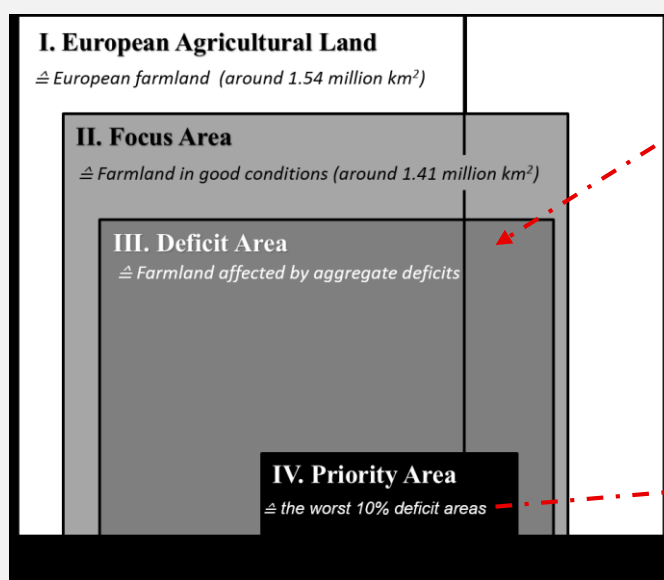 I. European Agricultural Land
≙ European farmland (around 1.54 million km²)
II. Focus Area
≙ Farmland in good conditions (around 1.41 million km²)
III. Deficit Area
≙ Farmland affected by aggregate deficits
IV. Priority Area
≙ the worst 10% deficit areas